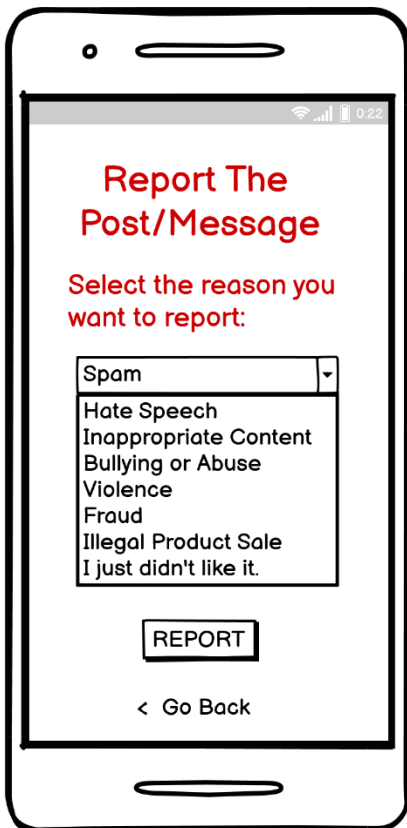 0:22
Report The
Post/Message
Select the reason you
want to report:
Spam
Hate Speech
Inappropriate Content
Bullying or Abuse
Violence
Fraud
Illegal Product Sale
I just didn't like it.
REPORT
< Go Back